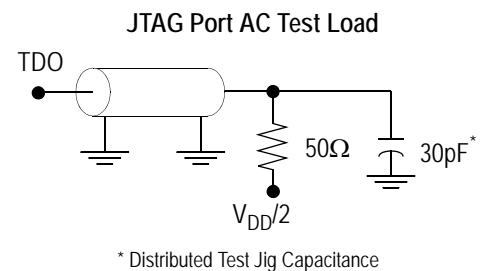 JTAG Port AC Test Load
TDO
50Ω
30pF*
VDD/2
* Distributed Test Jig Capacitance